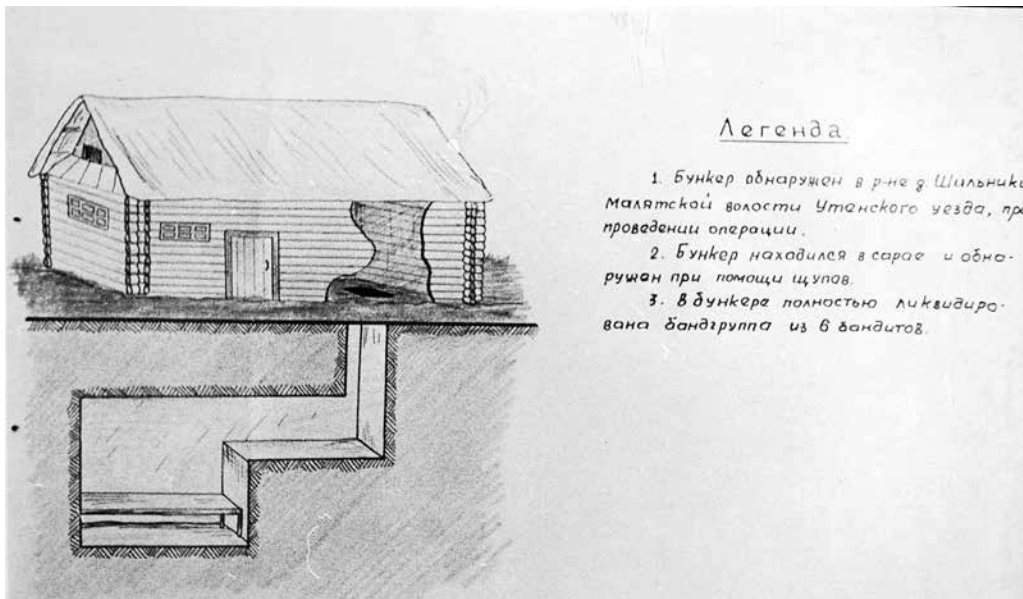 Легенда.
1. Бункер обнаружен в р-не д. Шильники
Малятской волости Утенского уезда, пр
проведении операции.
2. Бункер находился в сарае и обна-
ружен при помощи щупов.
3. В бункере полностью ликвидиро-
вана бандгруппа из 6 бандитов.